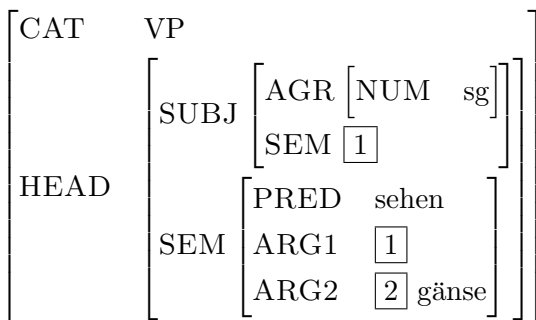 CAT VP
HEAD
SUBJ
AGR [NUM sg]
SEM 1
SEM
PRED sehen
ARG1 1
ARG2 2 gänse